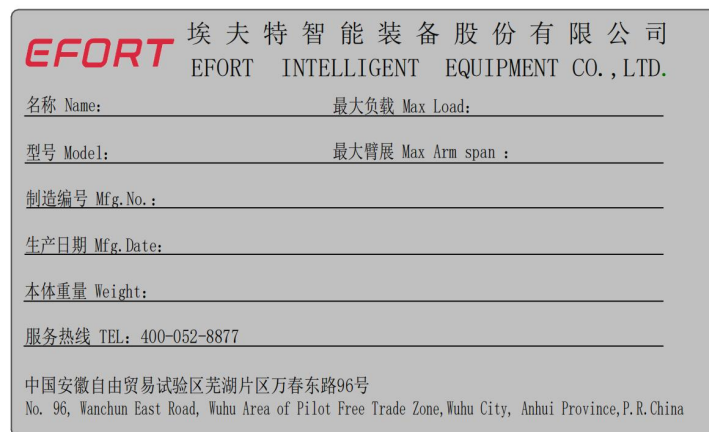 EFORT 埃夫特智能装备股份有限公司
EFORT INTELLIGENT EQUIPMENT CO.,LTD.
名称 Name: 最大负载 Max Load:
型号 Model: 最大臂展 Max Arm span :
制造编号 Mfg.No.:
生产日期 Mfg.Date:
本体重量 Weight:
服务热线 TEL: 400-052-8877
中国安徽自由贸易试验区芜湖片区万春东路96号
No. 96, Wanchun East Road, Wuhu Area of Pilot Free Trade Zone,Wuhu City, Anhui Province,P.R.China